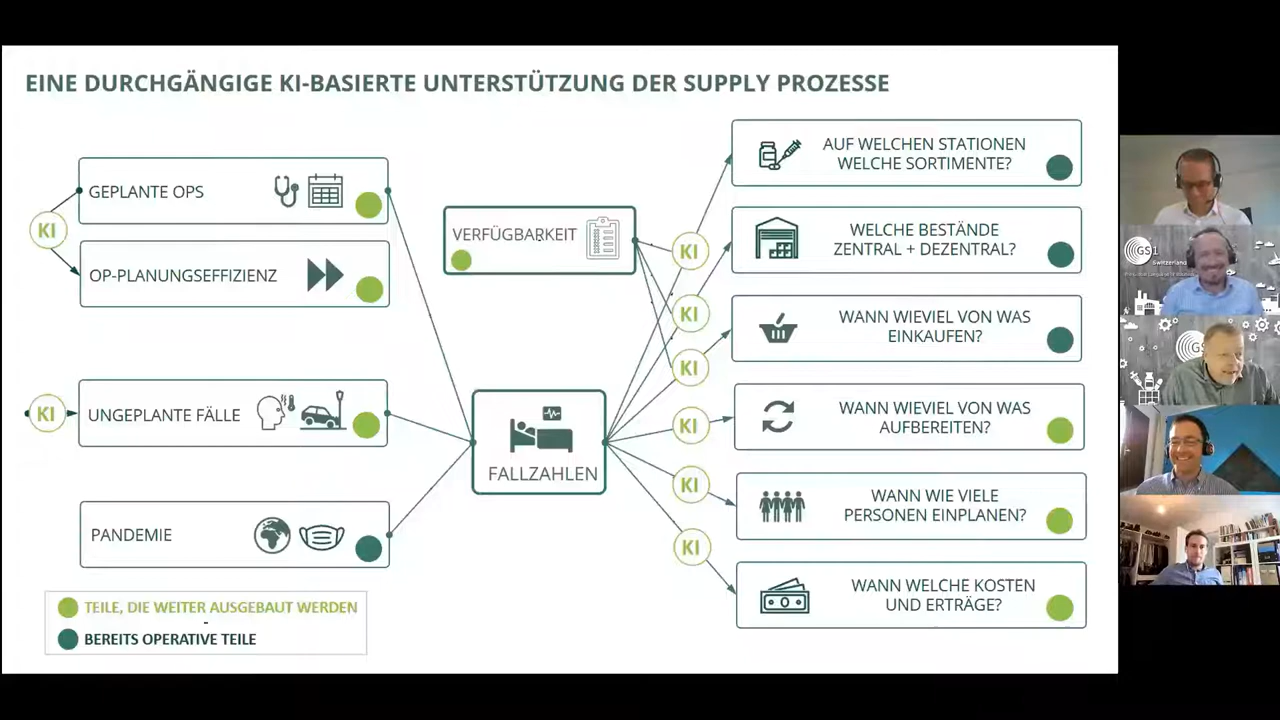 EINE DURCHGÄNGIGE KI-BASIERTE UNTERSTÜTZUNG DER SUPPLY PROZESSE
GEPLANTE OPS
KI
OP-PLANUNGSEFFIZIENZ
KI
UNGEPLANTE FÄLLE
PANDEMIE
VERFÜGBARKEIT
FALLZAHLEN
KI
KI
KI
KI
KI
KI
AUF WELCHEN STATIONEN
WELCHE SORTIMENTE?
WELCHE BESTÄNDE
ZENTRAL + DEZENTRAL?
WANN WIEVIEL VON WAS
EINKAUFEN?
WANN WIEVIEL VON WAS
AUFBEREITEN?
WANN WIE VIELE
PERSONEN EINPLANEN?
WANN WELCHE KOSTEN
UND ERTRÄGE?
TEILE, DIE WEITER AUSGEBAUT WERDEN
-
BEREITS OPERATIVE TEILE
GS1
Switzerland
GS